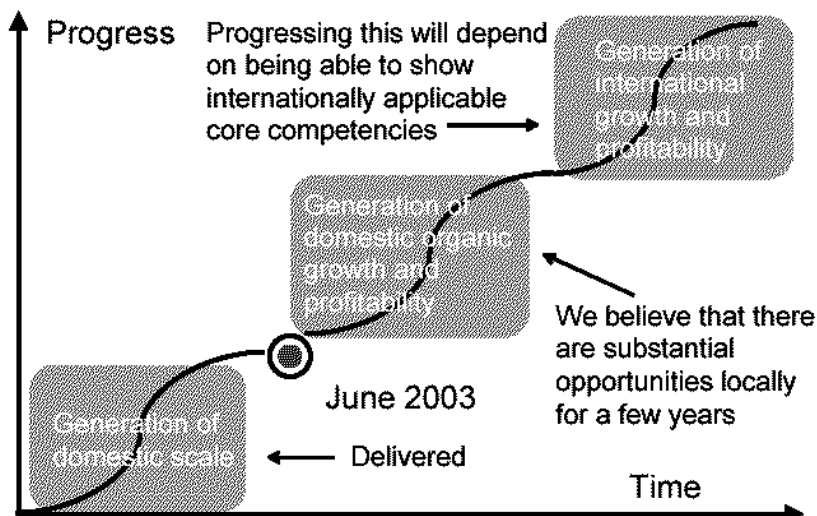 Progress
Progressing this will depend
on being able to show
internationally applicable
core competencies
Generation of
international
growth and
profitability
Generation of
domestic organic
growth and
profitability
We believe that there
are substantial
opportunities locally
for a few years
June 2003
Generation of
domestic scale
Delivered
Time